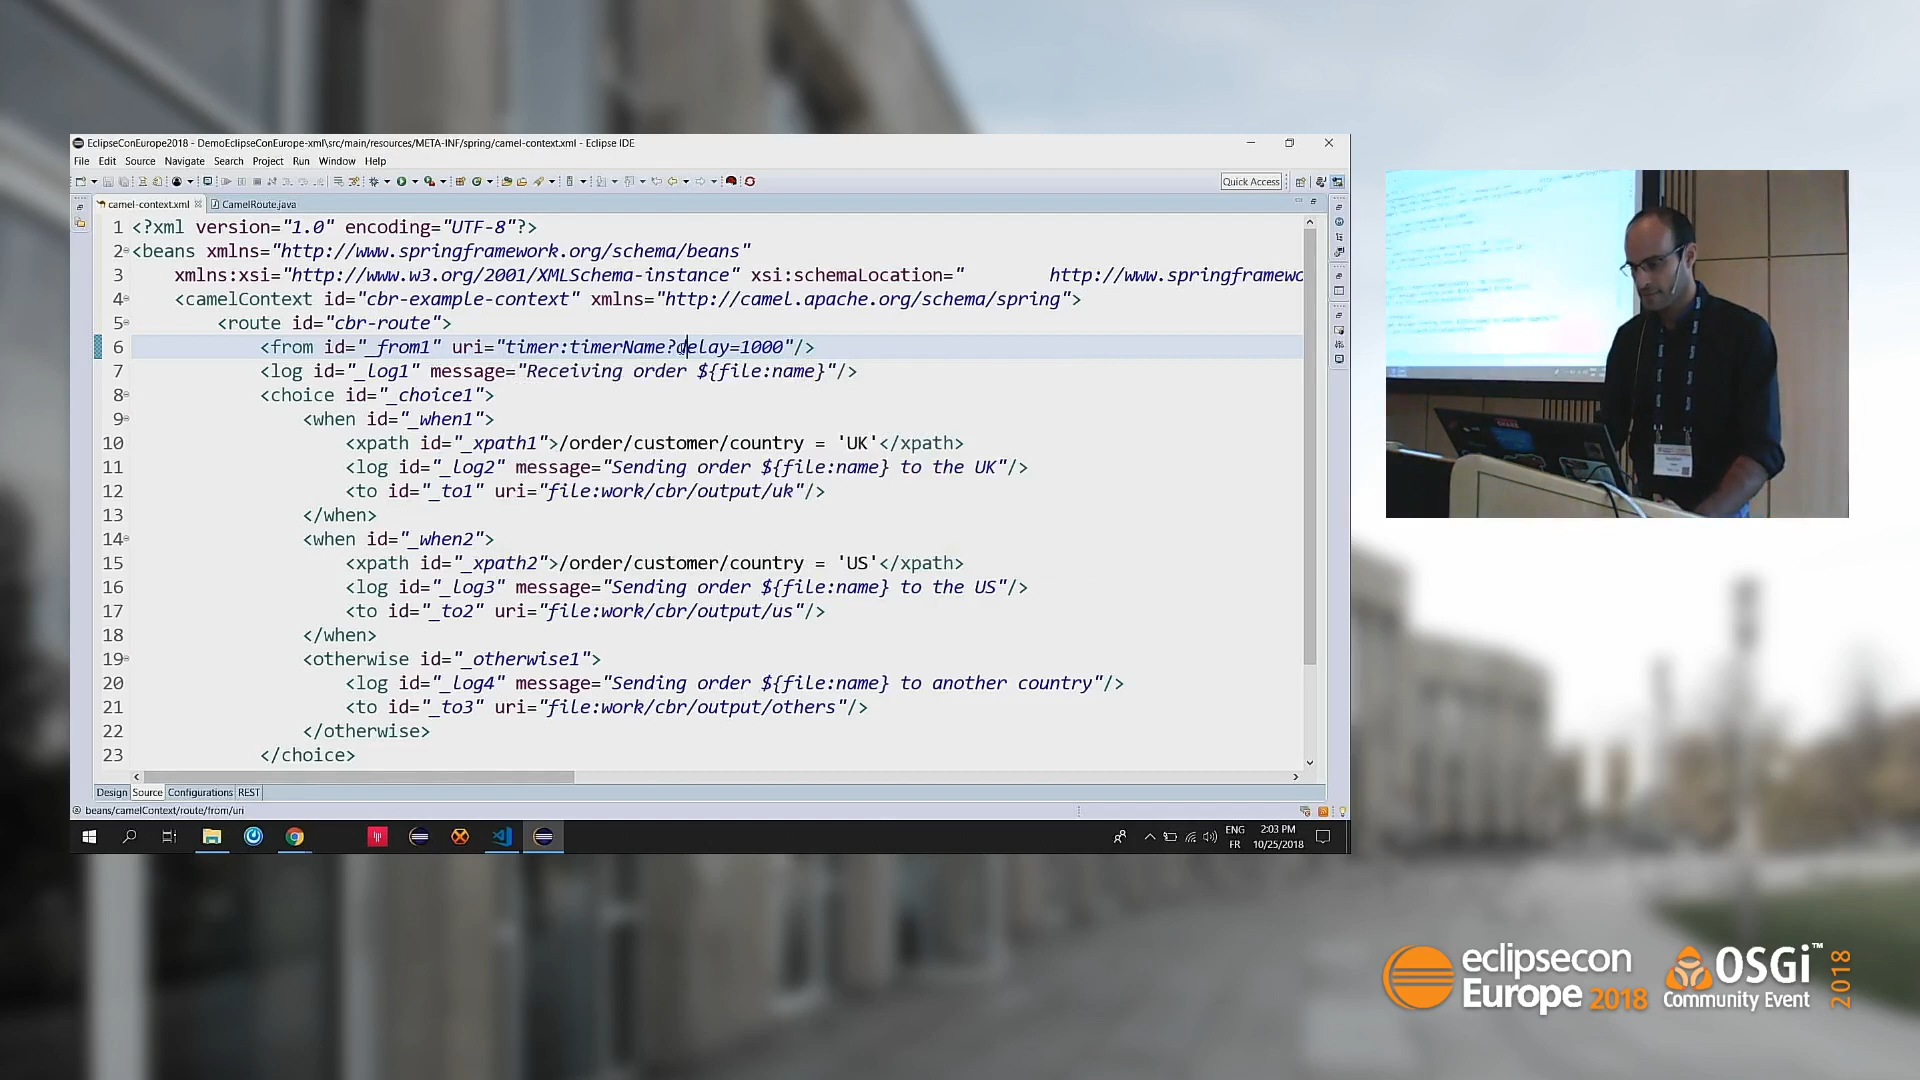 EclipseConEurope2018 - DemoEclipseConEurope-xml\src/main/resources/META-INF/spring/camel-context.xml - Eclipse IDE
File Edit Source Navigate Search Project Run Window Help
Quick Access
camel-context.xml CamelRoute.java
1 <?xml version="1.0" encoding="UTF-8"?>
2 <beans xmlns="http://www.springframework.org/schema/beans"
3 xmlns:xsi="http://www.w3.org/2001/XMLSchema-instance" xsi:schemaLocation=" http://www.springframewc
4 <camelContext id="cbr-example-context" xmlns="http://camel.apache.org/schema/spring">
5 <route id="cbr-route">
6 <from id="_from1" uri="timer:timerName?delay=1000"/>
7 <log id="_log1" message="Receiving order ${file:name}"/>
8 <choice id="_choice1">
9 <when id="_when1">
10 <xpath id="_xpath1">/order/customer/country = 'UK'</xpath>
11 <log id="_log2" message="Sending order ${file:name} to the UK"/>
12 <to id="_to1" uri="file:work/cbr/output/uk"/>
13 </when>
14 <when id="_when2">
15 <xpath id="_xpath2">/order/customer/country = 'US'</xpath>
16 <log id="_log3" message="Sending order ${file:name} to the US"/>
17 <to id="_to2" uri="file:work/cbr/output/us"/>
18 </when>
19 <otherwise id="_otherwise1">
20 <log id="_log4" message="Sending order ${file:name} to another country"/>
21 <to id="_to3" uri="file:work/cbr/output/others"/>
22 </otherwise>
23 </choice>
Design Source Configurations REST
beans/camelContext/route/from/uri
ENG 2:03 PM
FR 10/25/2018
eclipsecon
Europe 2018
OSGi™
Community Event
2018